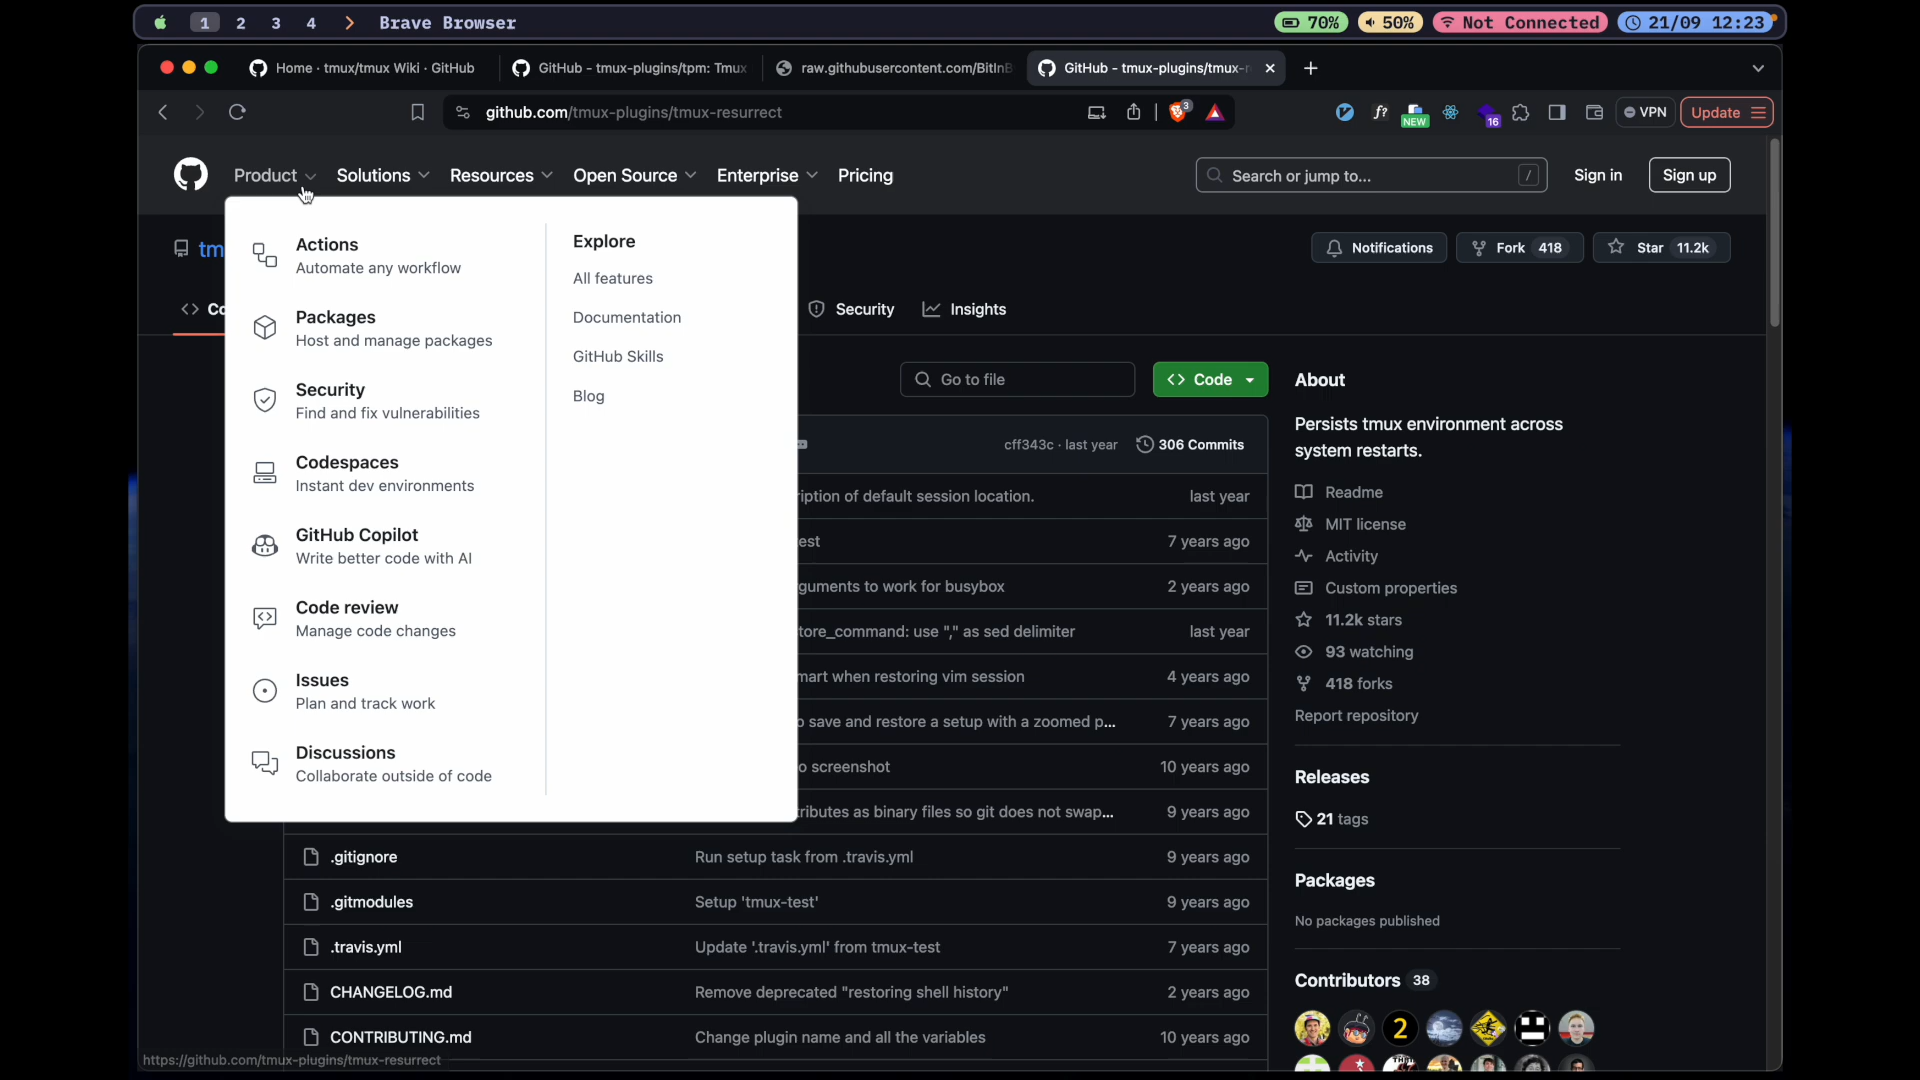 1 2 3 4 > Brave Browser
70% 50% Not Connected 21/09 12:23
Home · tmux/tmux Wiki · GitHub
GitHub - tmux-plugins/tpm: Tmux
raw.githubusercontent.com/BitInB
GitHub - tmux-plugins/tmux-r
github.com/tmux-plugins/tmux-resurrect
3
f?
NEW
16
VPN
Update
Product Solutions Resources Open Source Enterprise Pricing
Search or jump to... /
Sign in
Sign up
tm
Notifications
Fork 418
Star 11.2k
Co
Security
Insights
Actions
Automate any workflow
Packages
Host and manage packages
Security
Find and fix vulnerabilities
Codespaces
Instant dev environments
GitHub Copilot
Write better code with AI
Code review
Manage code changes
Issues
Plan and track work
Discussions
Collaborate outside of code
Explore
All features
Documentation
GitHub Skills
Blog
Go to file
<> Code
cff343c · last year 306 Commits
iption of default session location. last year
est 7 years ago
guments to work for busybox 2 years ago
tore_command: use "," as sed delimiter last year
mart when restoring vim session 4 years ago
o save and restore a setup with a zoomed p... 7 years ago
o screenshot 10 years ago
tributes as binary files so git does not swap... 9 years ago
.gitignore Run setup task from .travis.yml 9 years ago
.gitmodules Setup 'tmux-test' 9 years ago
.travis.yml Update '.travis.yml' from tmux-test 7 years ago
CHANGELOG.md Remove deprecated "restoring shell history" 2 years ago
CONTRIBUTING.md Change plugin name and all the variables 10 years ago
About
Persists tmux environment across
system restarts.
Readme
MIT license
Activity
Custom properties
11.2k stars
93 watching
418 forks
Report repository
Releases
21 tags
Packages
No packages published
Contributors 38
2
https://github.com/tmux-plugins/tmux-resurrect